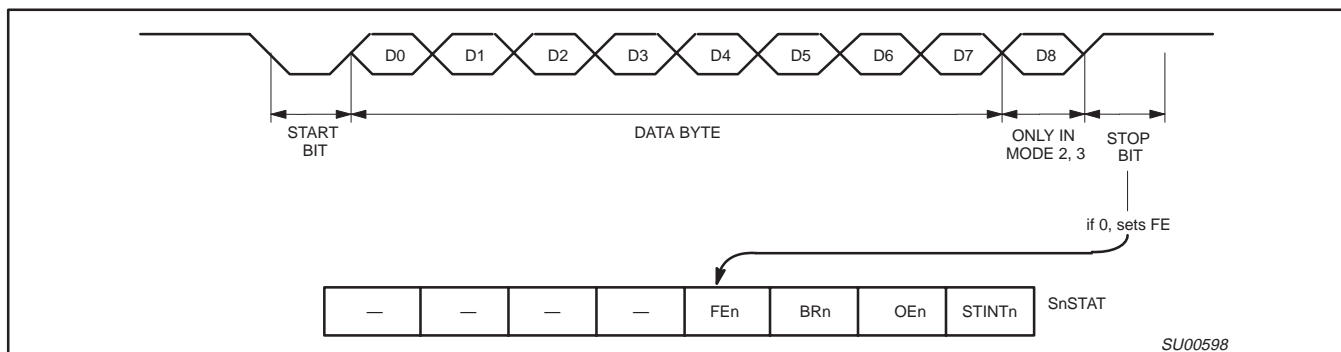 D0 D1 D2 D3 D4 D5 D6 D7 D8
START
BIT
DATA BYTE
ONLY IN
MODE 2, 3
STOP
BIT
if 0, sets FE
— — — — FEn BRn OEn STINTn SnSTAT
SU00598